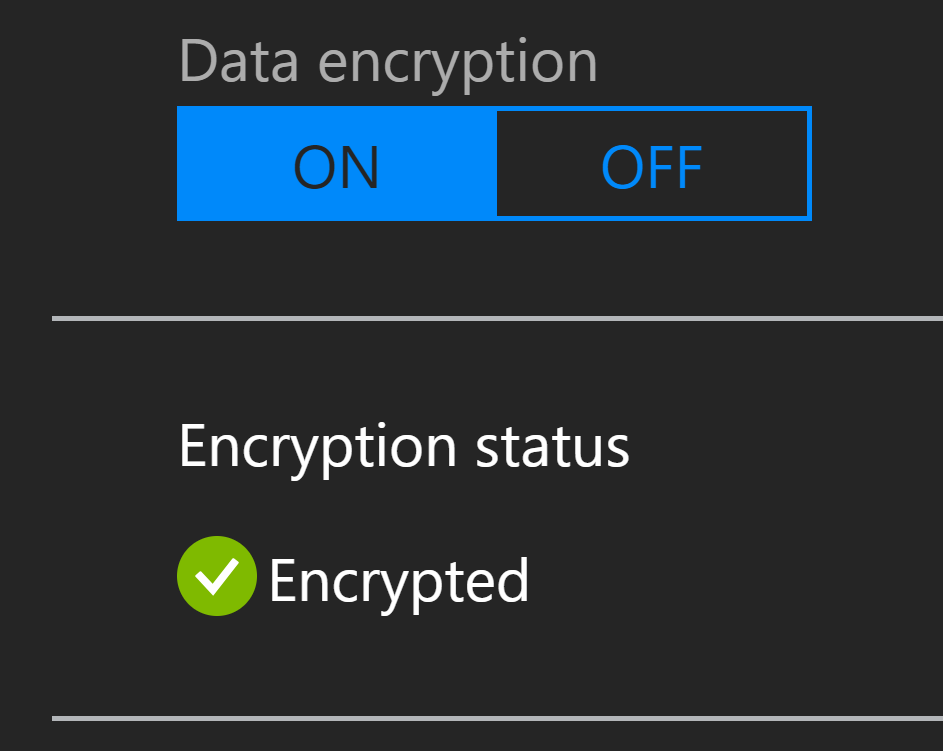 Data encryption
ON OFF
Encryption status
Encrypted